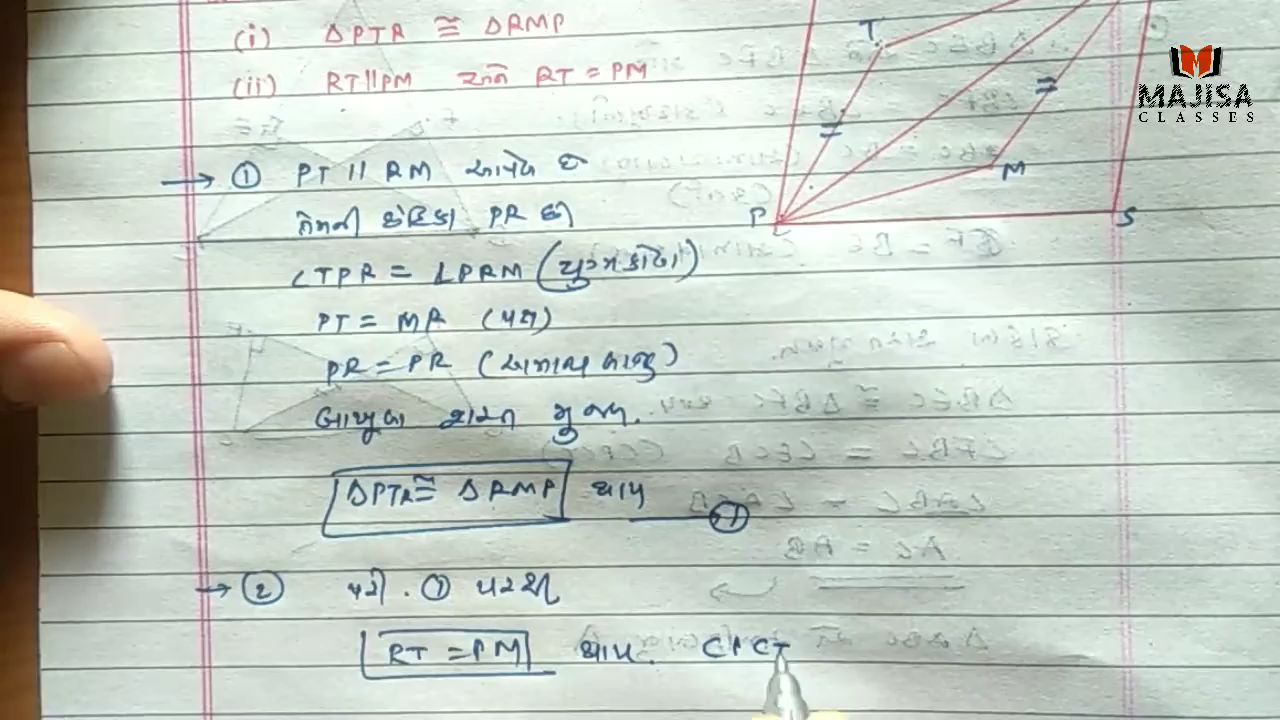 (i) ΔPTR ≅ ΔRMP
(ii) RT∥PM અને RT = PM
T
M
P
S
MAJISA
CLASSES
→ ① PT ∥ RM આપેલ છે
તેમની છેદિકા PR છે
∠TPR = ∠PRM (યુગ્મકોણ)
PT = MR (પક્ષ)
PR = PR (સામાન્ય બાજુ)
બાખૂબા શરત મુજબ.
ΔPTR ≅ ΔRMP થાય — ①
→ ② પરી. ① પરથી
RT = PM થાય. CPCT